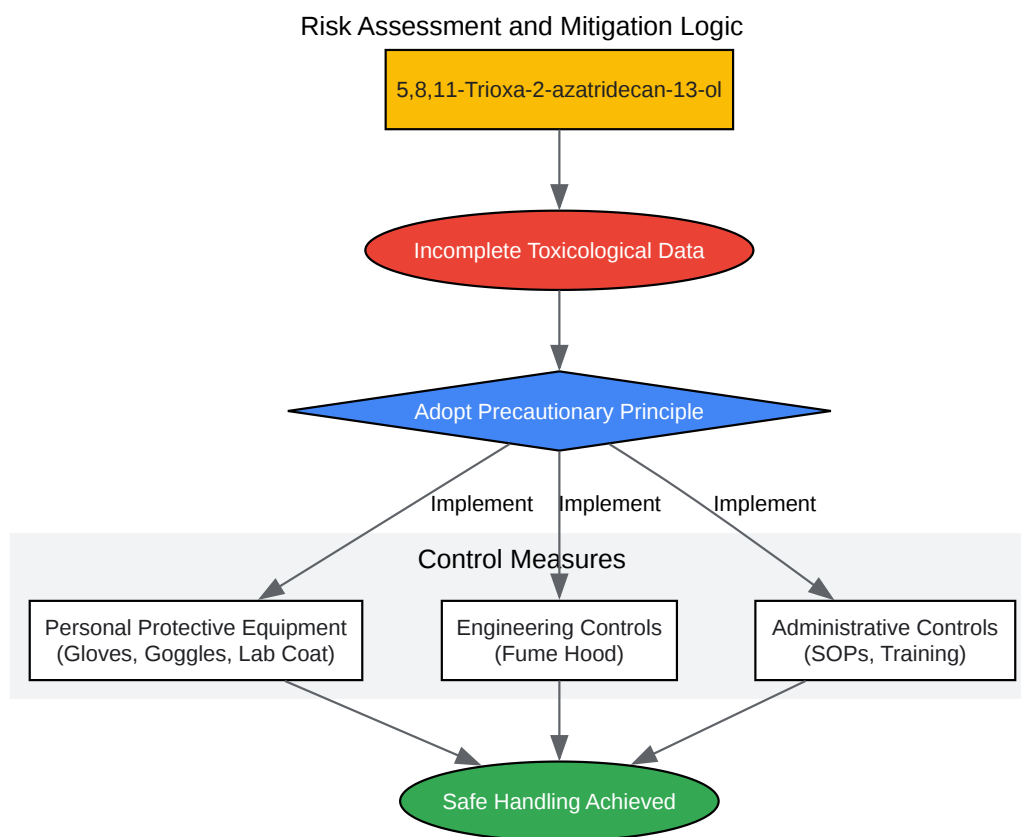 Risk Assessment and Mitigation Logic
5,8,11-Trioxa-2-azatridecan-13-ol
Incomplete Toxicological Data
Adopt Precautionary Principle
Implement
Implement
Implement
Control Measures
Personal Protective Equipment
(Gloves, Goggles, Lab Coat)
Engineering Controls
(Fume Hood)
Administrative Controls
(SOPs, Training)
Safe Handling Achieved